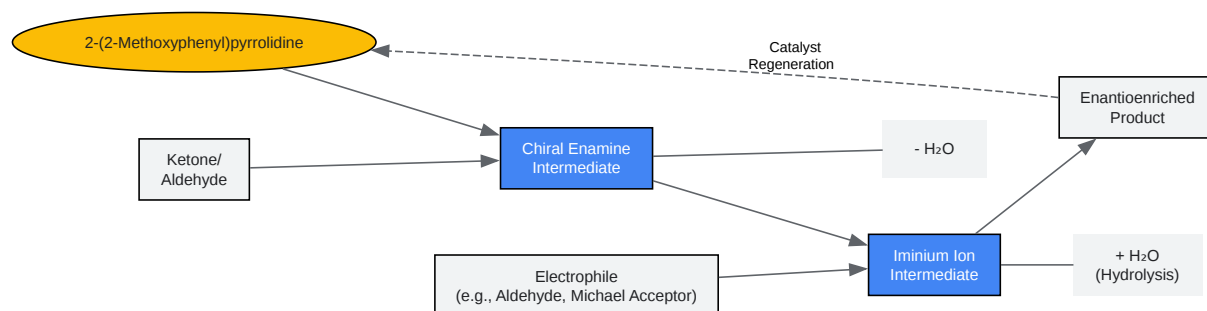 2-(2-Methoxyphenyl)pyrrolidine
Catalyst
Regeneration
Enantioenriched
Product
Ketone/
Aldehyde
Chiral Enamine
Intermediate
- H₂O
Electrophile
(e.g., Aldehyde, Michael Acceptor)
Iminium Ion
Intermediate
+ H₂O
(Hydrolysis)